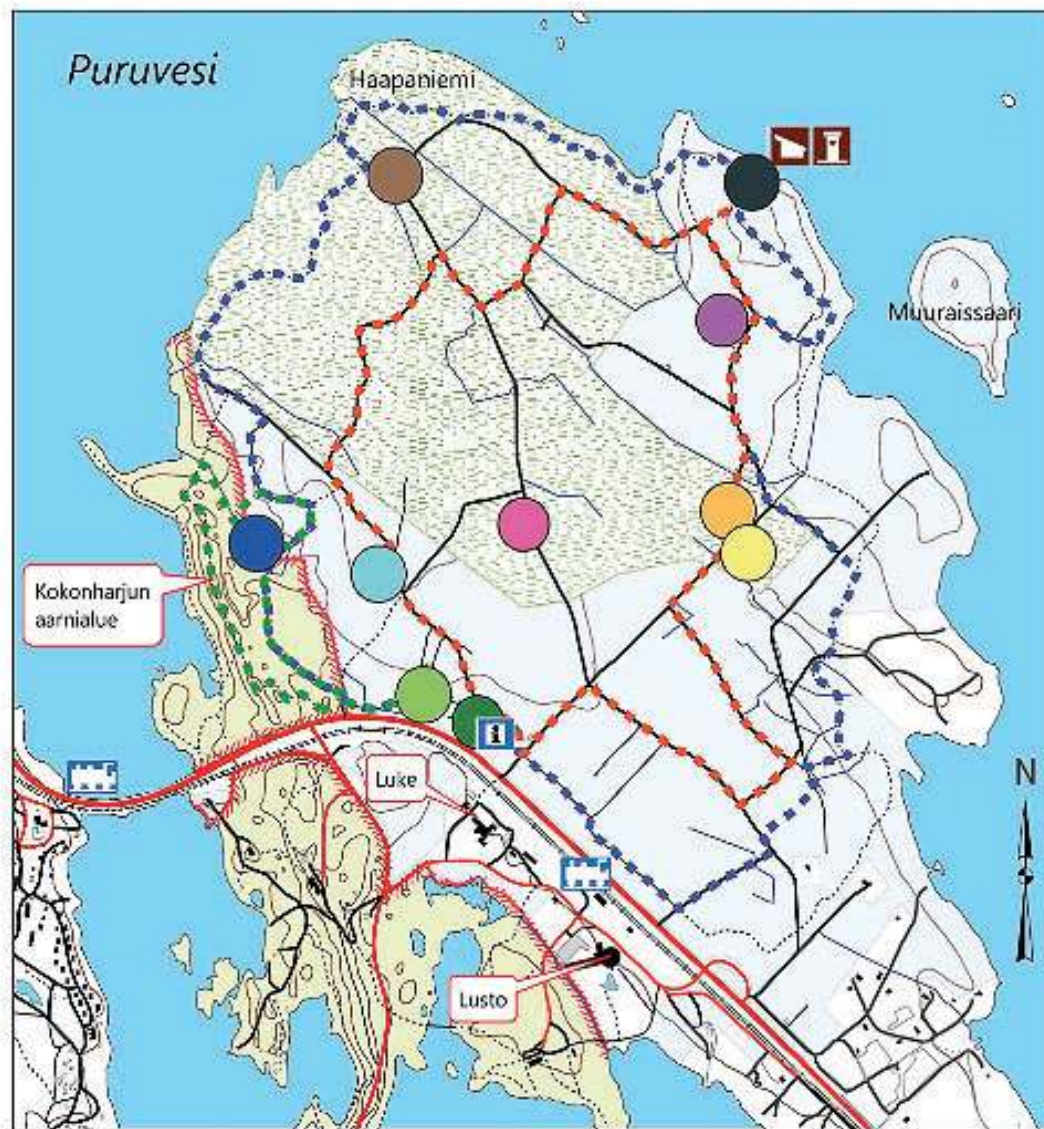 Puruvesi
Haapaniemi
Muuraissaari
Kokonharjun
aarnialue
i
Luke
N
Lusto